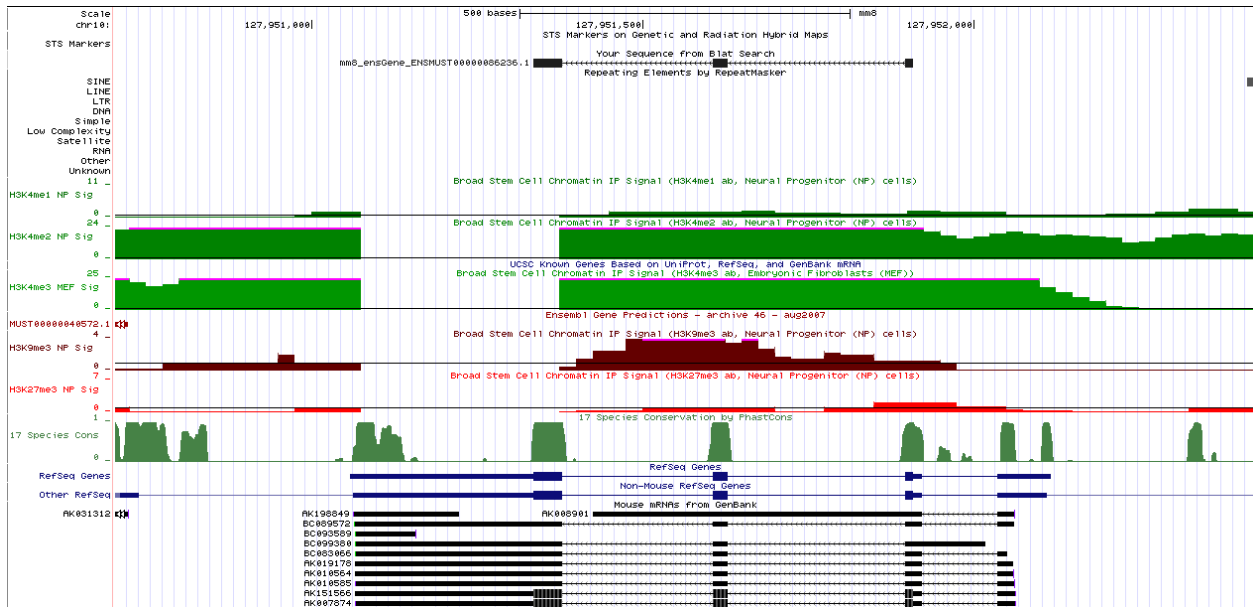 Scale 500 bases mm8
chr10: 127,951,000 127,951,500 127,952,000
STS Markers on Genetic and Radiation Hybrid Maps
STS Markers
Your Sequence from Blat Search
mm8_ensGene_ENSMUST00000086236.1
Repeating Elements by RepeatMasker
SINE
LINE
LTR
DNA
Simple
Low Complexity
Satellite
RNA
Other
Unknown
Broad Stem Cell Chromatin IP Signal (H3K4me1 ab, Neural Progenitor (NP) cells)
11 _
H3K4me1 NP Sig
0 _
Broad Stem Cell Chromatin IP Signal (H3K4me2 ab, Neural Progenitor (NP) cells)
24 _
H3K4me2 NP Sig
0 _
UCSC Known Genes Based on UniProt, RefSeq, and GenBank mRNA
Broad Stem Cell Chromatin IP Signal (H3K4me3 ab, Embryonic Fibroblasts (MEF))
25 _
H3K4me3 MEF Sig
0 _
Ensembl Gene Predictions - archive 46 - aug2007
MUST00000040572.1
Broad Stem Cell Chromatin IP Signal (H3K9me3 ab, Neural Progenitor (NP) cells)
4 _
H3K9me3 NP Sig
0 _
Broad Stem Cell Chromatin IP Signal (H3K27me3 ab, Neural Progenitor (NP) cells)
7 _
H3K27me3 NP Sig
0 _
17 Species Conservation by PhastCons
1 _
17 Species Cons
0 _
RefSeq Genes
RefSeq Genes
Non-Mouse RefSeq Genes
Other RefSeq
Mouse mRNAs from GenBank
AK031312 AK198849 AK008901
BC089572
BC093589
BC099380
BC083066
AK019178
AK010564
AK010585
AK151566
AK007874